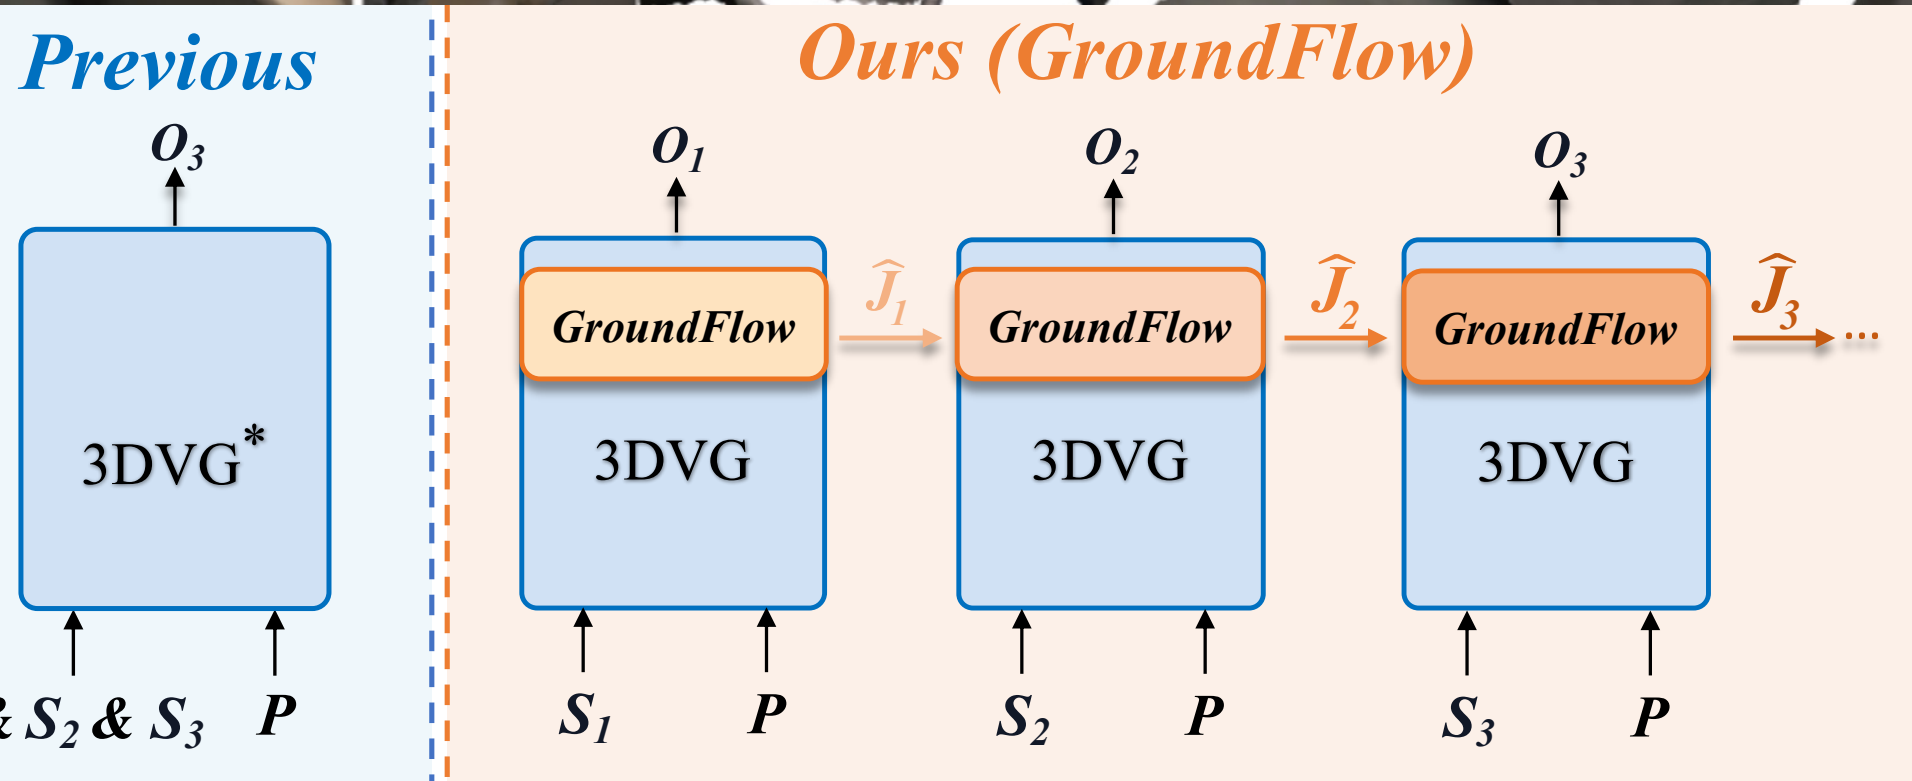 Previous
O₃
3DVG*
& S₂ & S₃ P
Ours (GroundFlow)
O₁ O₂ O₃
GroundFlow Ĵ₁ GroundFlow Ĵ₂ GroundFlow Ĵ₃ ...
3DVG 3DVG 3DVG
S₁ P S₂ P S₃ P